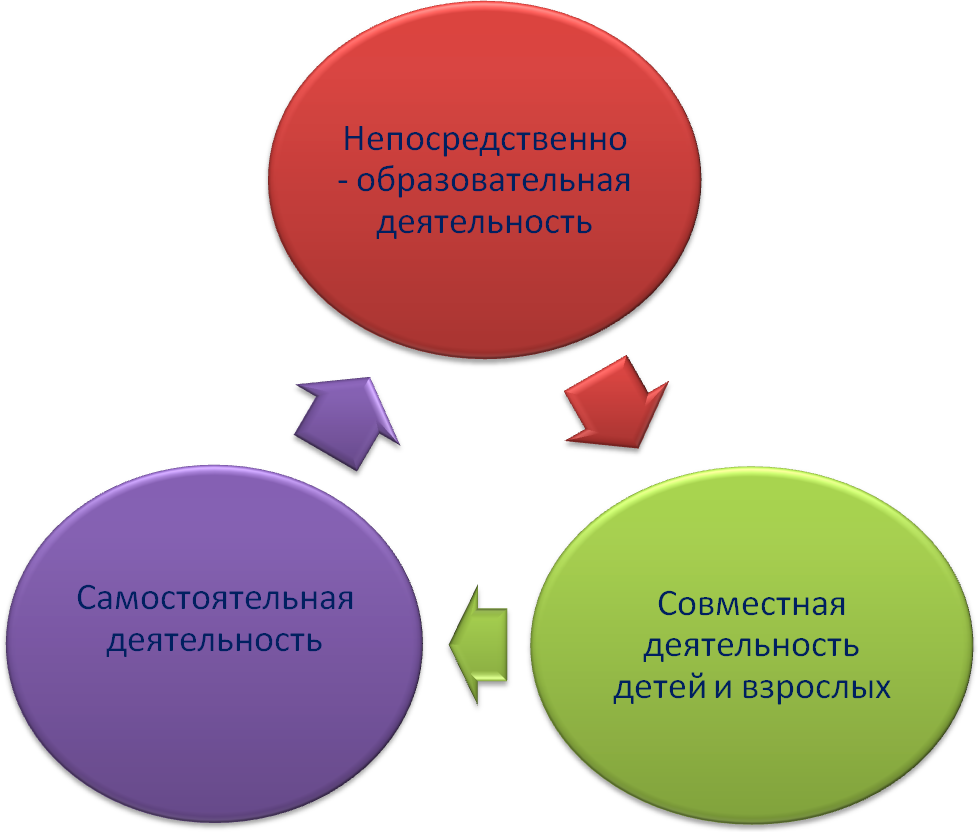 Непосредственно
- образовательная
деятельность
Самостоятельная
деятельность
Совместная
деятельность
детей и взрослых